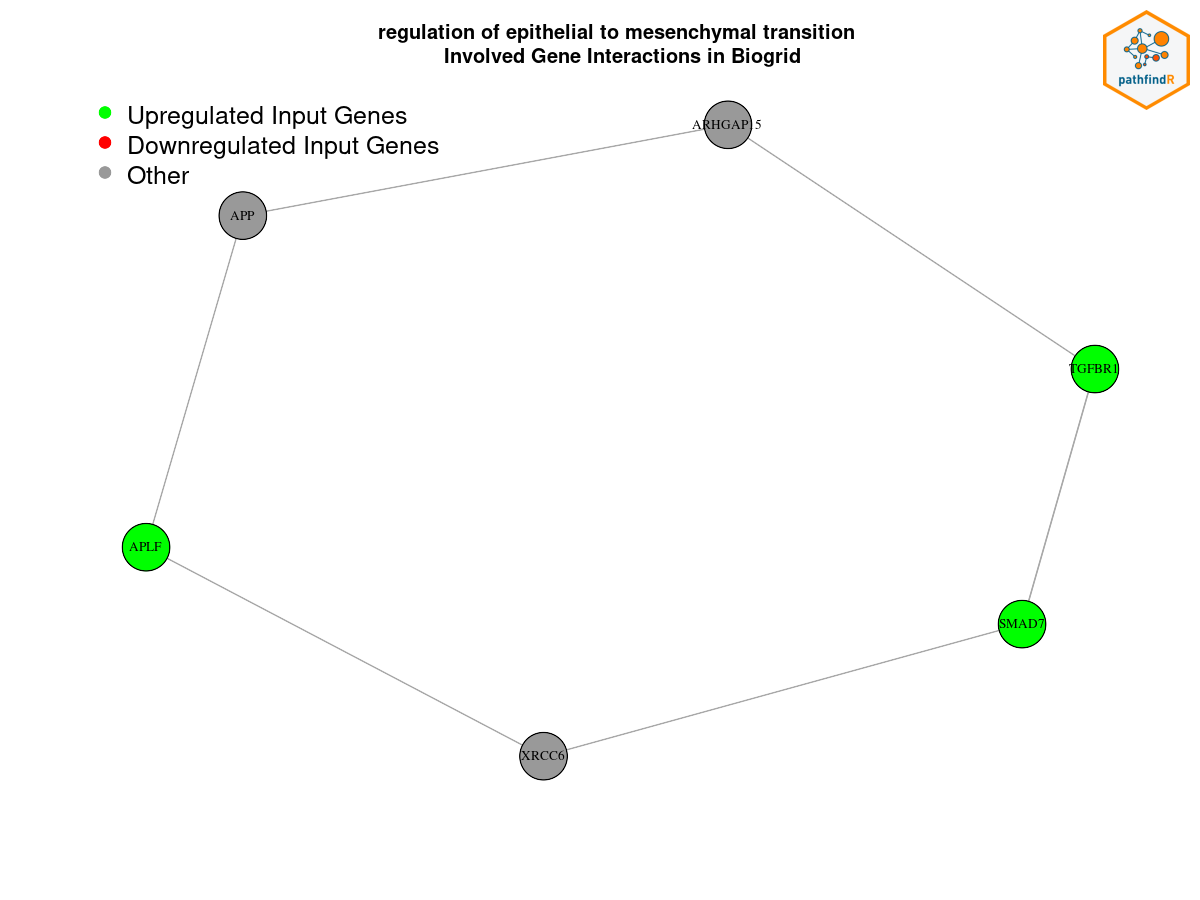 regulation of epithelial to mesenchymal transition
Involved Gene Interactions in Biogrid
pathfindR
Upregulated Input Genes
Downregulated Input Genes
Other
ARHGAP15
APP
TGFBR1
APLF
SMAD7
XRCC6